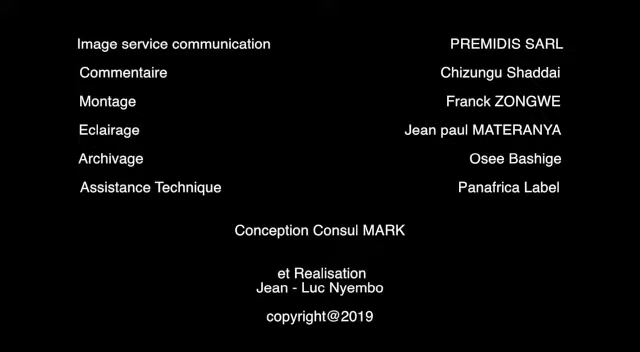 Image service communication PREMIDIS SARL
Commentaire Chizungu Shaddai
Montage Franck ZONGWE
Eclairage Jean paul MATERANYA
Archivage Osee Bashige
Assistance Technique Panafrica Label
Conception Consul MARK
et Realisation
Jean - Luc Nyembo
copyright@2019